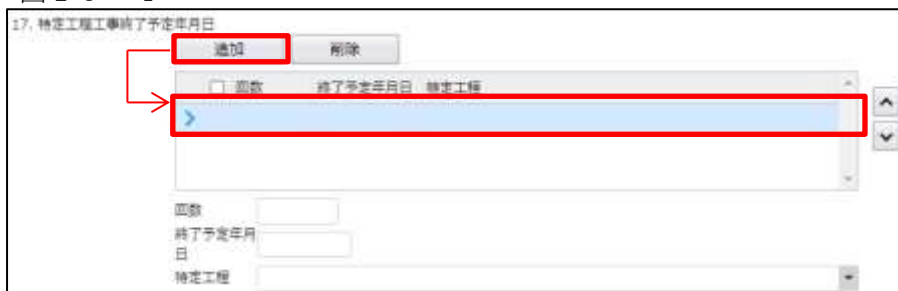 17. 特定工程工事終了予定年月日
追加 削除
回数 終了予定年月日 特定工程
回数
終了予定年月
日
特定工程